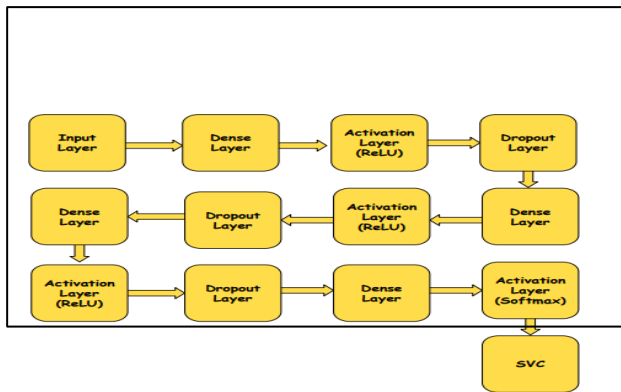 Input
Layer
Dense
Layer
Activation
Layer
(ReLU)
Dropout
Layer
Dense
Layer
Activation
Layer
(ReLU)
Dropout
Layer
Dense
Layer
Activation
Layer
(ReLU)
Dropout
Layer
Dense
Layer
Activation
Layer
(Softmax)
SVC